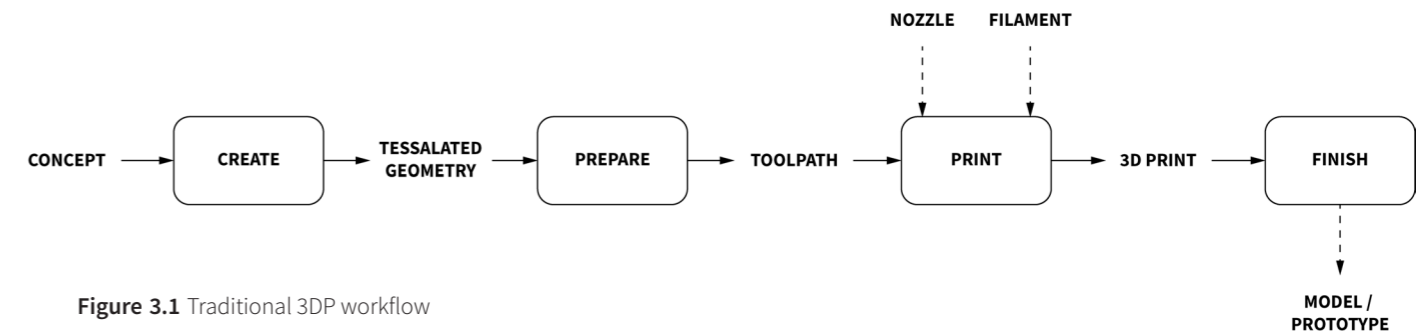 NOZZLE FILAMENT
CONCEPT
CREATE
TESSALATED
GEOMETRY
PREPARE
TOOLPATH
PRINT
3D PRINT
FINISH
MODEL /
PROTOTYPE
Figure 3.1 Traditional 3DP workflow